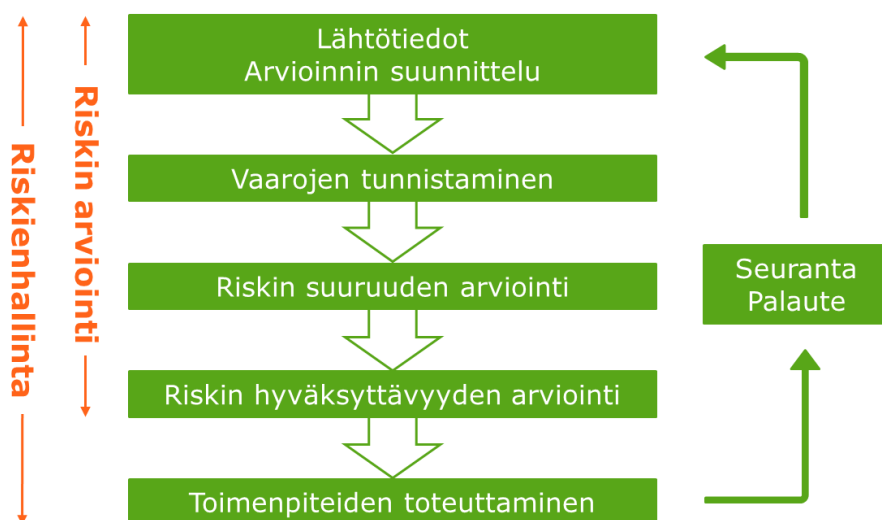 Riskienhallinta
Riskin arviointi
Lähtötiedot
Arvioinnin suunnittelu
Vaarojen tunnistaminen
Riskin suuruuden arviointi
Riskin hyväksyttävyyden arviointi
Toimenpiteiden toteuttaminen
Seuranta
Palaute